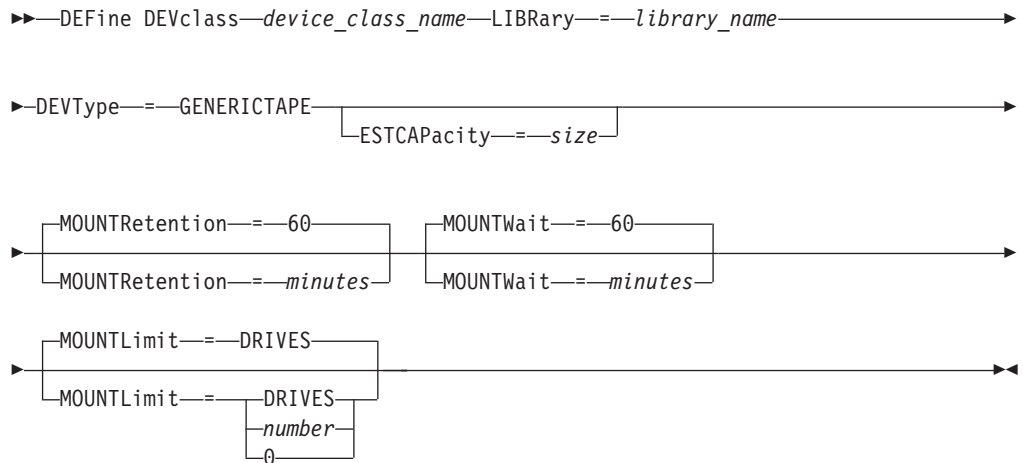 DEFine DEVclass device_class_name LIBRary = library_name
DEVType = GENERICTAPE
ESTCAPacity = size
MOUNTRetention = 60 MOUNTWait = 60
MOUNTRetention = minutes MOUNTWait = minutes
MOUNTLimit = DRIVES
MOUNTLimit = DRIVES
number
0